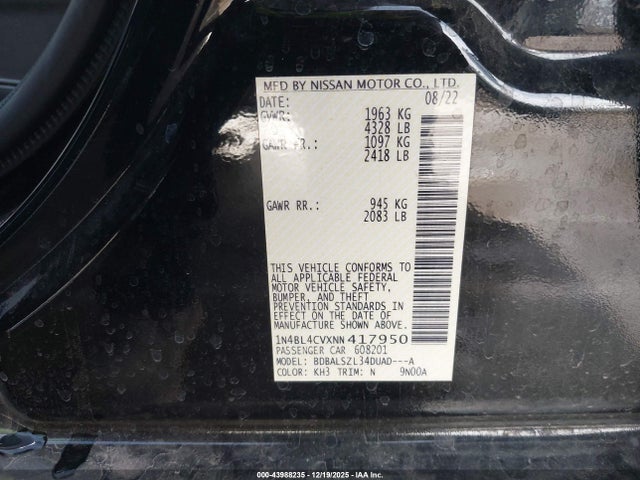 MFD BY NISSAN MOTOR CO., LTD.
DATE: 08/22
GVWR: 1963 KG
4328 LB
GAWR FR.: 1097 KG
2418 LB
GAWR RR.: 945 KG
2083 LB
THIS VEHICLE CONFORMS TO
ALL APPLICABLE FEDERAL
MOTOR VEHICLE SAFETY,
BUMPER, AND THEFT
PREVENTION STANDARDS IN
EFFECT ON THE DATE OF
MANUFACTURE SHOWN ABOVE.
1N4BL4CVXNN417950
PASSENGER CAR 608201
MODEL: BDBALSZL34DUAD---A
COLOR: KH3 TRIM: N 9N00A
000-43988235 - 12/19/2025 - IAA Inc.